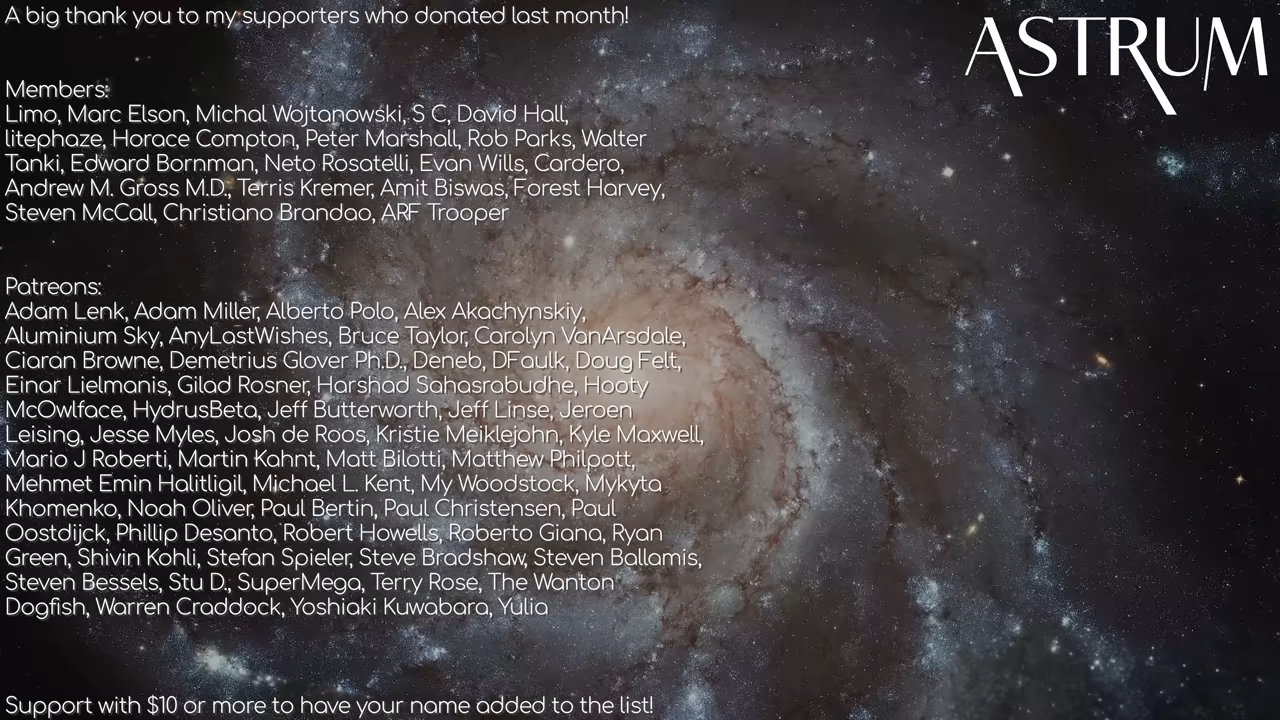 A big thank you to my supporters who donated last month!
ASTRUM
Members:
Limo, Marc Elson, Michal Wojtanowski, S C, David Hall,
litephaze, Horace Compton, Peter Marshall, Rob Parks, Walter
Tanki, Edward Bornman, Neto Rosatelli, Evan Wills, Cardero,
Andrew M. Gross M.D., Terris Kremer, Amit Biswas, Forest Harvey,
Steven McCall, Christiano Brandao, ARF Trooper
Patreons:
Adam Lenk, Adam Miller, Alberto Polo, Alex Akachynskiy,
Aluminium Sky, AnyLastWishes, Bruce Taylor, Carolyn VanArsdale,
Ciaran Browne, Demetrius Glover Ph.D., Deneb, DFaulk, Doug Felt,
Einar Lielmanis, Gilad Rosner, Harshad Sahasrabudhe, Hooty
McOwlface, HydrusBeta, Jeff Butterworth, Jeff Linse, Jeroen
Leising, Jesse Myles, Josh de Roos, Kristie Meiklejohn, Kyle Maxwell,
Mario J Roberti, Martin Kahnt, Matt Bilotti, Matthew Philpott,
Mehmet Emin Halitligil, Michael L. Kent, My Woodstock, Mykyta
Khomenko, Noah Oliver, Paul Bertin, Paul Christensen, Paul
Oostdijck, Phillip Desanto, Robert Howells, Roberto Giana, Ryan
Green, Shivin Kohli, Stefan Spieler, Steve Bradshaw, Steven Ballamis,
Steven Bessels, Stu D., SuperMega, Terry Rose, The Wanton
Dogfish, Warren Craddock, Yoshiaki Kuwabara, Yulia
Support with $10 or more to have your name added to the list!